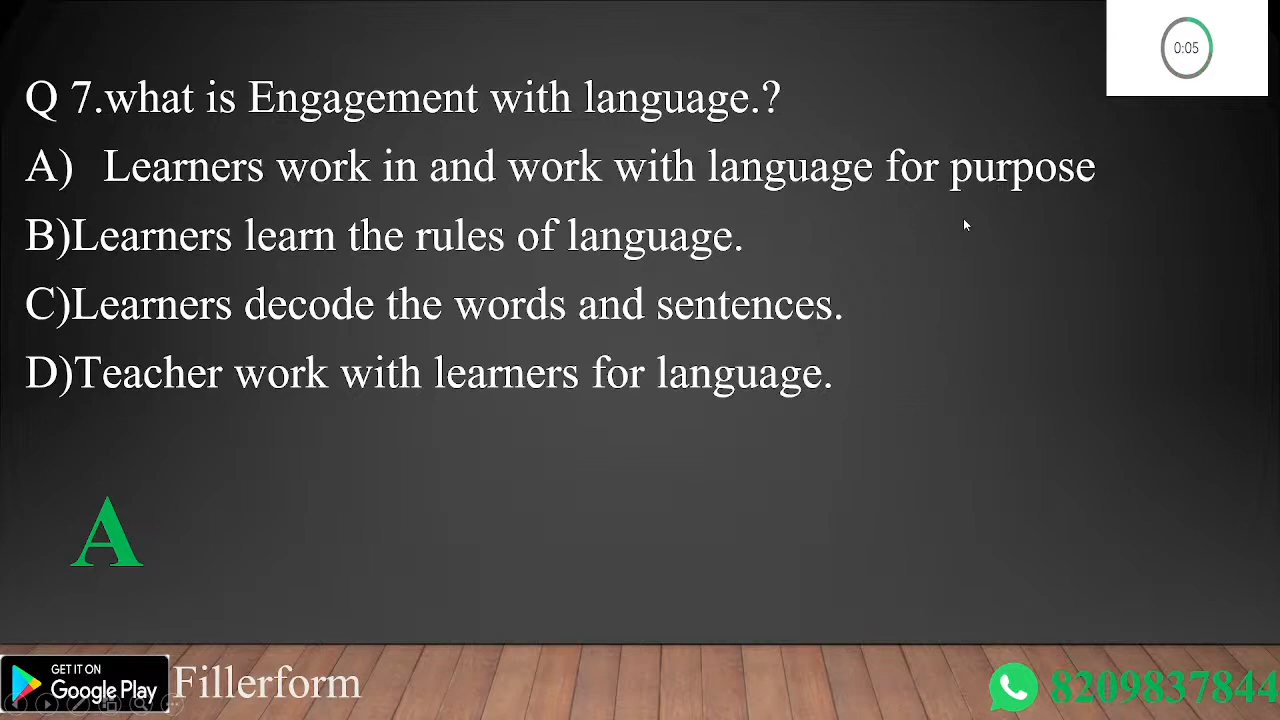 0:05
Q 7.what is Engagement with language.?
A) Learners work in and work with language for purpose
B)Learners learn the rules of language.
C)Learners decode the words and sentences.
D)Teacher work with learners for language.
A
GET IT ON
Google Play
Fillerform
8209837844